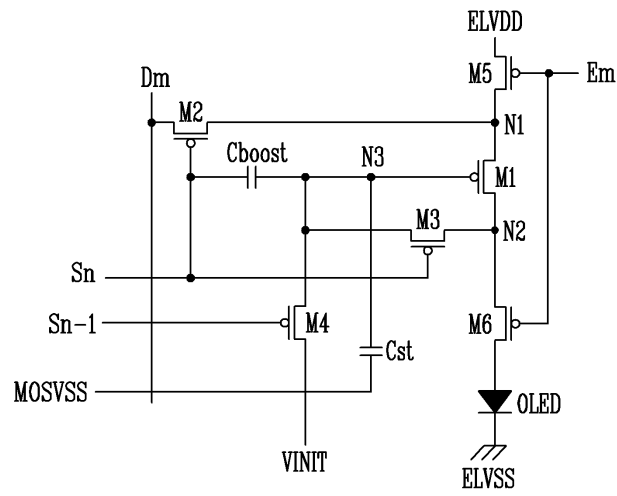 ELVDD
M5
Em
Dm
M2
N1
Cboost
N3
M1
M3
N2
Sn
Sn-1
M4
M6
Cst
MOSVSS
OLED
VINIT
ELVSS